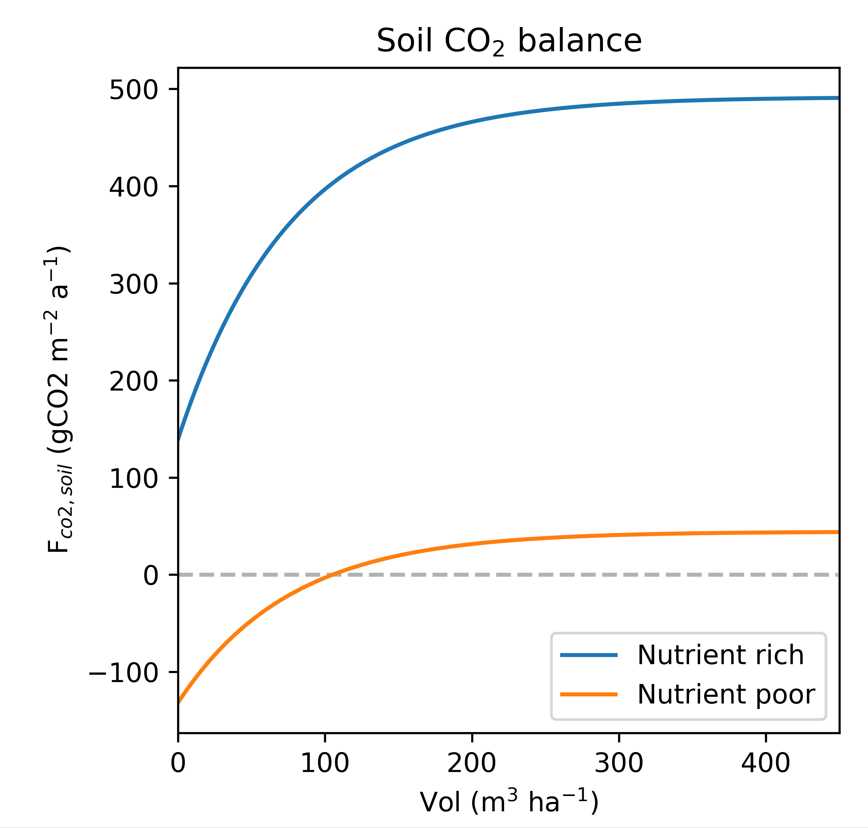 Soil CO₂ balance
F_co2,soil (gCO2 m⁻² a⁻¹)
500
400
300
200
100
0
−100
Nutrient rich
Nutrient poor
0 100 200 300 400
Vol (m³ ha⁻¹)